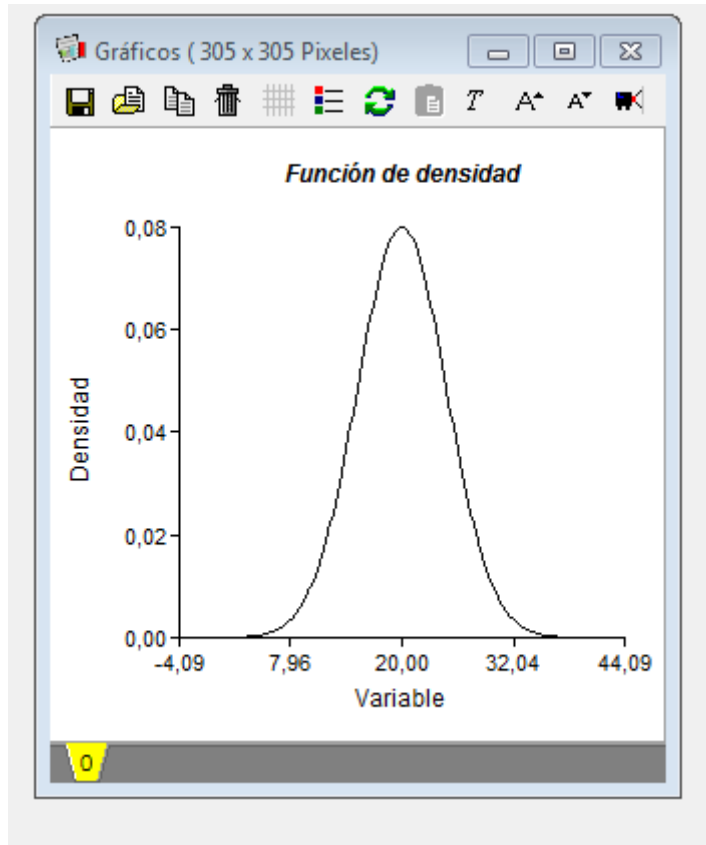 Gráficos ( 305 x 305 Pixeles)
T A A
Función de densidad
0,08
0,06
0,04
0,02
0,00
Densidad
-4,09 7,96 20,00 32,04 44,09
Variable
0